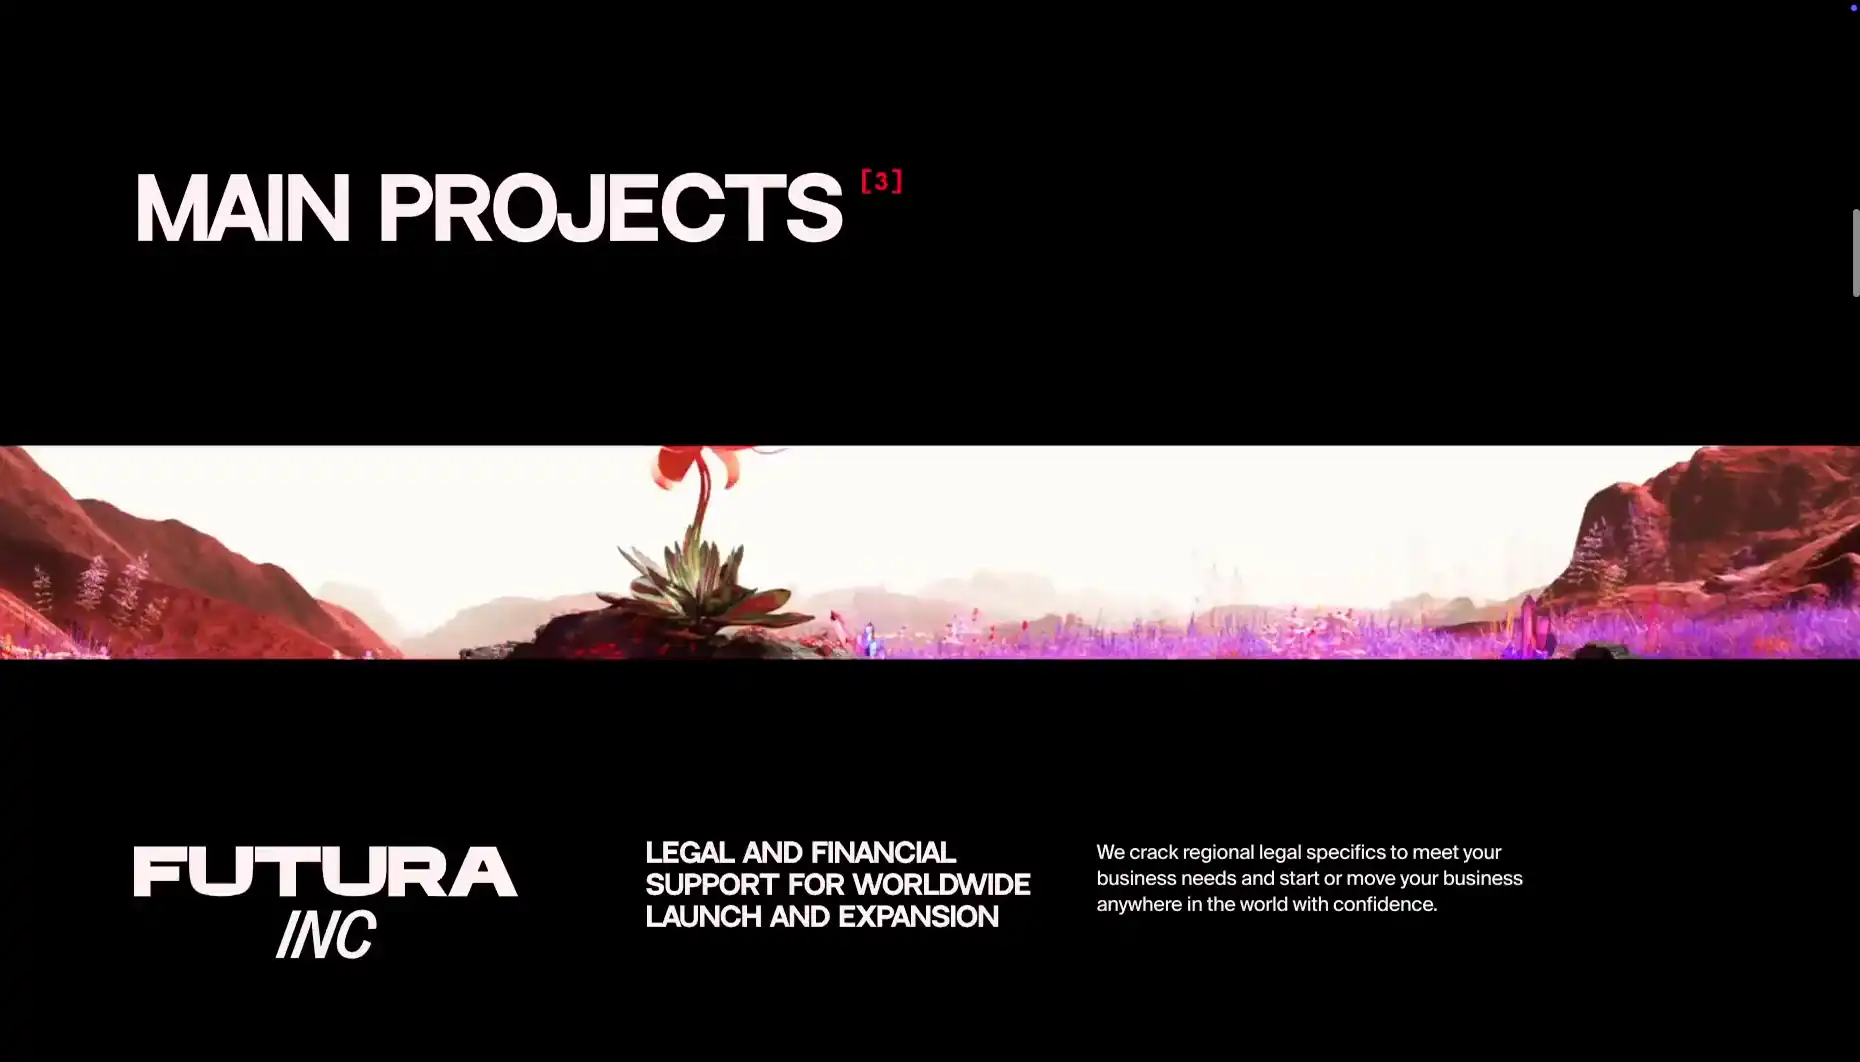 MAIN PROJECTS [3]
FUTURA
INC
LEGAL AND FINANCIAL
SUPPORT FOR WORLDWIDE
LAUNCH AND EXPANSION
We crack regional legal specifics to meet your
business needs and start or move your business
anywhere in the world with confidence.